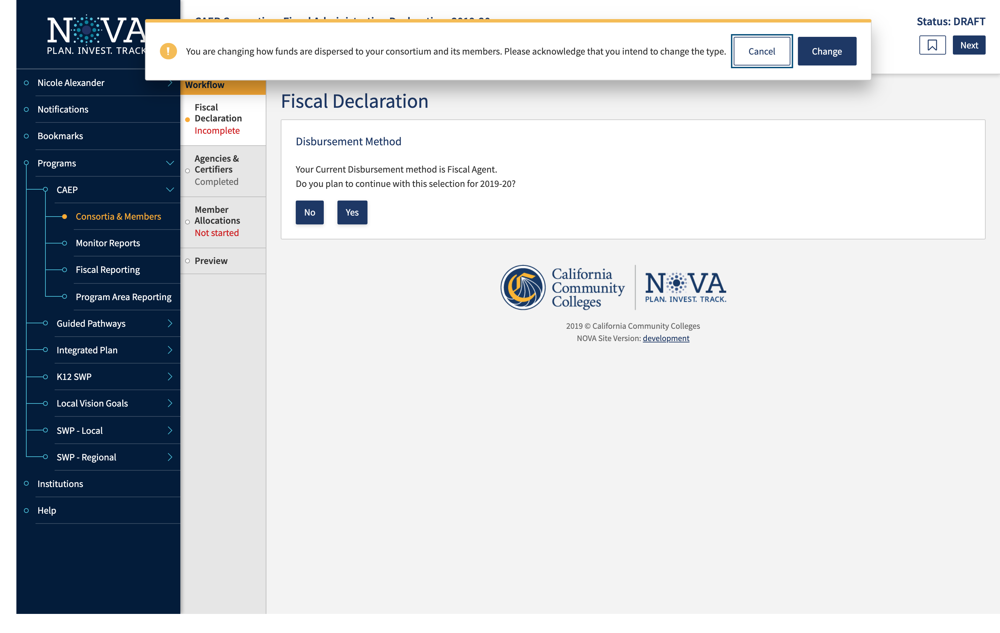 NOVA
PLAN. INVEST. TRACK
Status: DRAFT
Next
You are changing how funds are dispersed to your consortium and its members. Please acknowledge that you intend to change the type.
Cancel
Change
Nicole Alexander
Notifications
Bookmarks
Programs
CAEP
Consortia & Members
Monitor Reports
Fiscal Reporting
Program Area Reporting
Guided Pathways
Integrated Plan
K12 SWP
Local Vision Goals
SWP - Local
SWP - Regional
Institutions
Help
Workflow
Fiscal
Declaration
Incomplete
Agencies &
Certifiers
Completed
Member
Allocations
Not started
Preview
Fiscal Declaration
Disbursement Method
Your Current Disbursement method is Fiscal Agent.
Do you plan to continue with this selection for 2019-20?
No
Yes
California
Community
Colleges
NOVA
PLAN. INVEST. TRACK.
2019 © California Community Colleges
NOVA Site Version: development